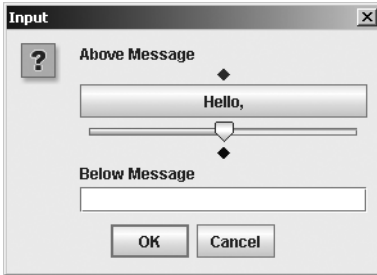 Input
?
Above Message
Hello,
Below Message
OK
Cancel